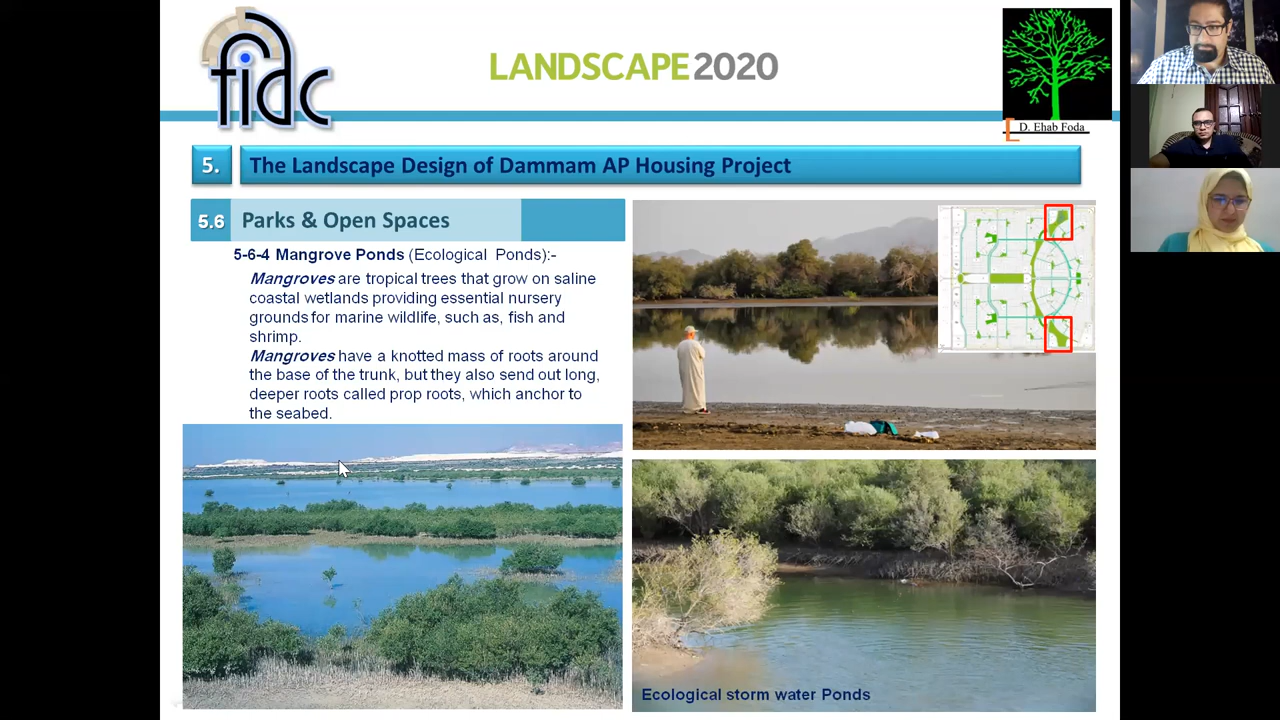 fidc
LANDSCAPE2020
D. Ehab Foda
5. The Landscape Design of Dammam AP Housing Project
5.6 Parks & Open Spaces
5-6-4 Mangrove Ponds (Ecological Ponds):-
Mangroves are tropical trees that grow on saline
coastal wetlands providing essential nursery
grounds for marine wildlife, such as, fish and
shrimp.
Mangroves have a knotted mass of roots around
the base of the trunk, but they also send out long,
deeper roots called prop roots, which anchor to
the seabed.
Ecological storm water Ponds